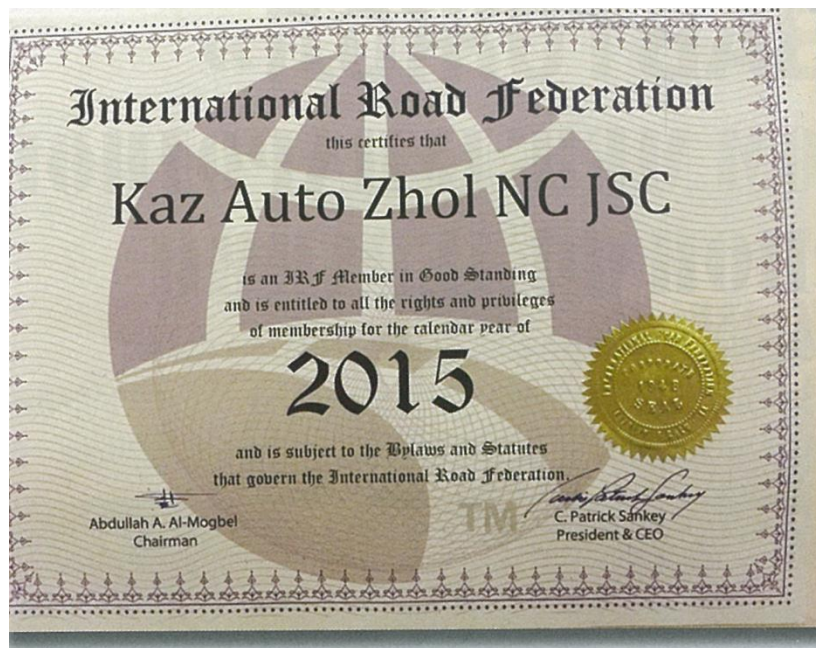 International Road Federation
this certifies that
Kaz Auto Zhol NC JSC
is an IRF Member in Good Standing
and is entitled to all the rights and privileges
of membership for the calendar year of
2015
and is subject to the Bylaws and Statutes
that govern the International Road Federation.
TM
Abdullah A. Al-Mogbel
Chairman
C. Patrick Sankey
President & CEO
CORPORATE
1948
SEAL